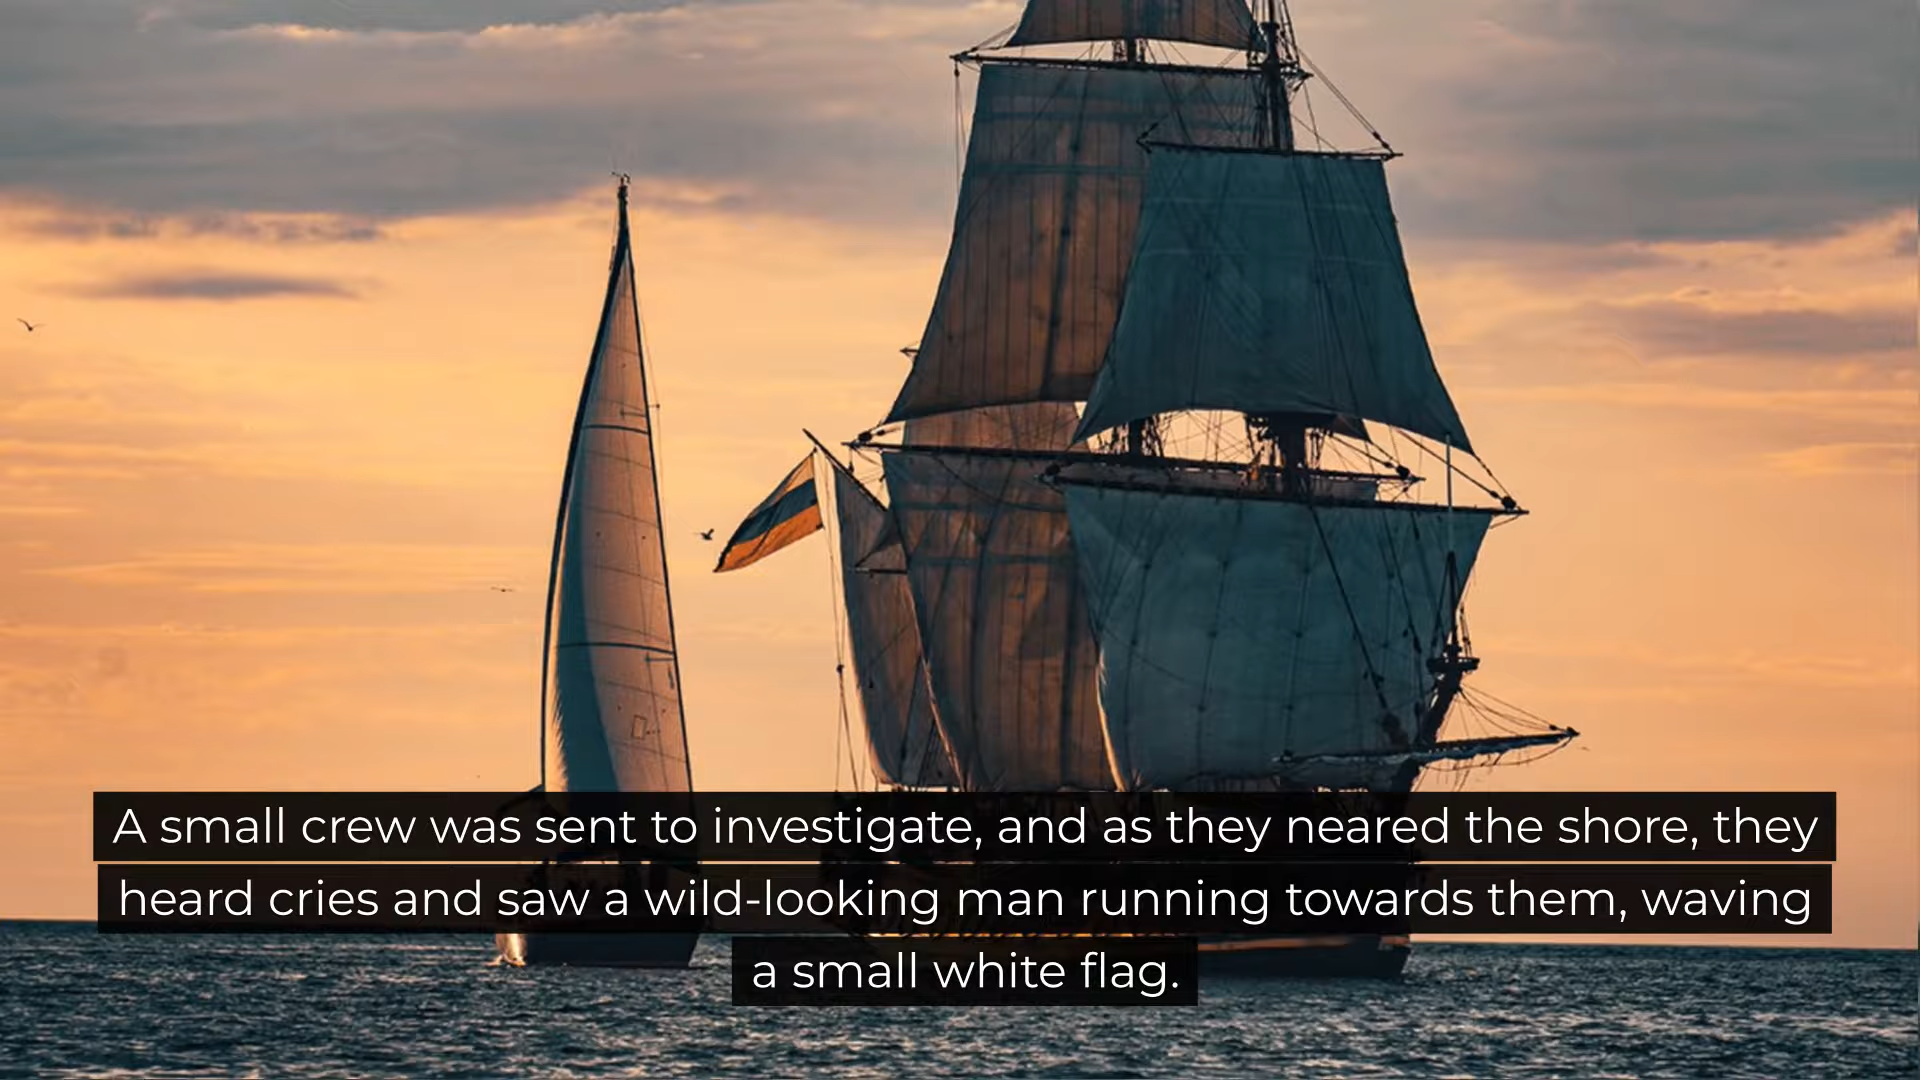 A small crew was sent to investigate, and as they neared the shore, they
heard cries and saw a wild-looking man running towards them, waving
a small white flag.